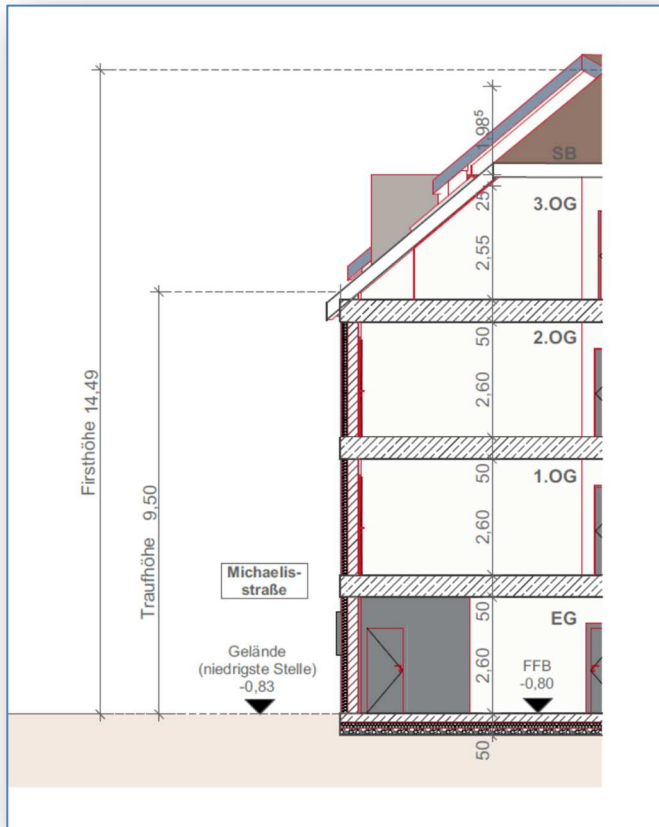 1,98⁵
SB
25
3.OG
2,55
50
2.OG
2,60
Firsthöhe 14,49
50
1.OG
2,60
Traufhöhe 9,50
Michaelis-
straße
50
EG
Gelände
(niedrigste Stelle)
-0,83
2,60
FFB
-0,80
50